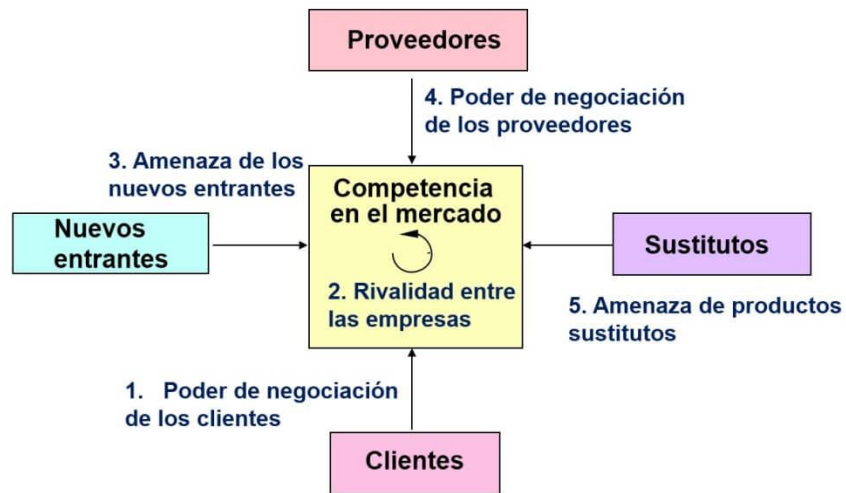 Proveedores
4. Poder de negociación
de los proveedores
3. Amenaza de los
nuevos entrantes
Competencia
en el mercado
Nuevos
entrantes
Sustitutos
2. Rivalidad entre
las empresas
5. Amenaza de productos
sustitutos
1. Poder de negociación
de los clientes
Clientes